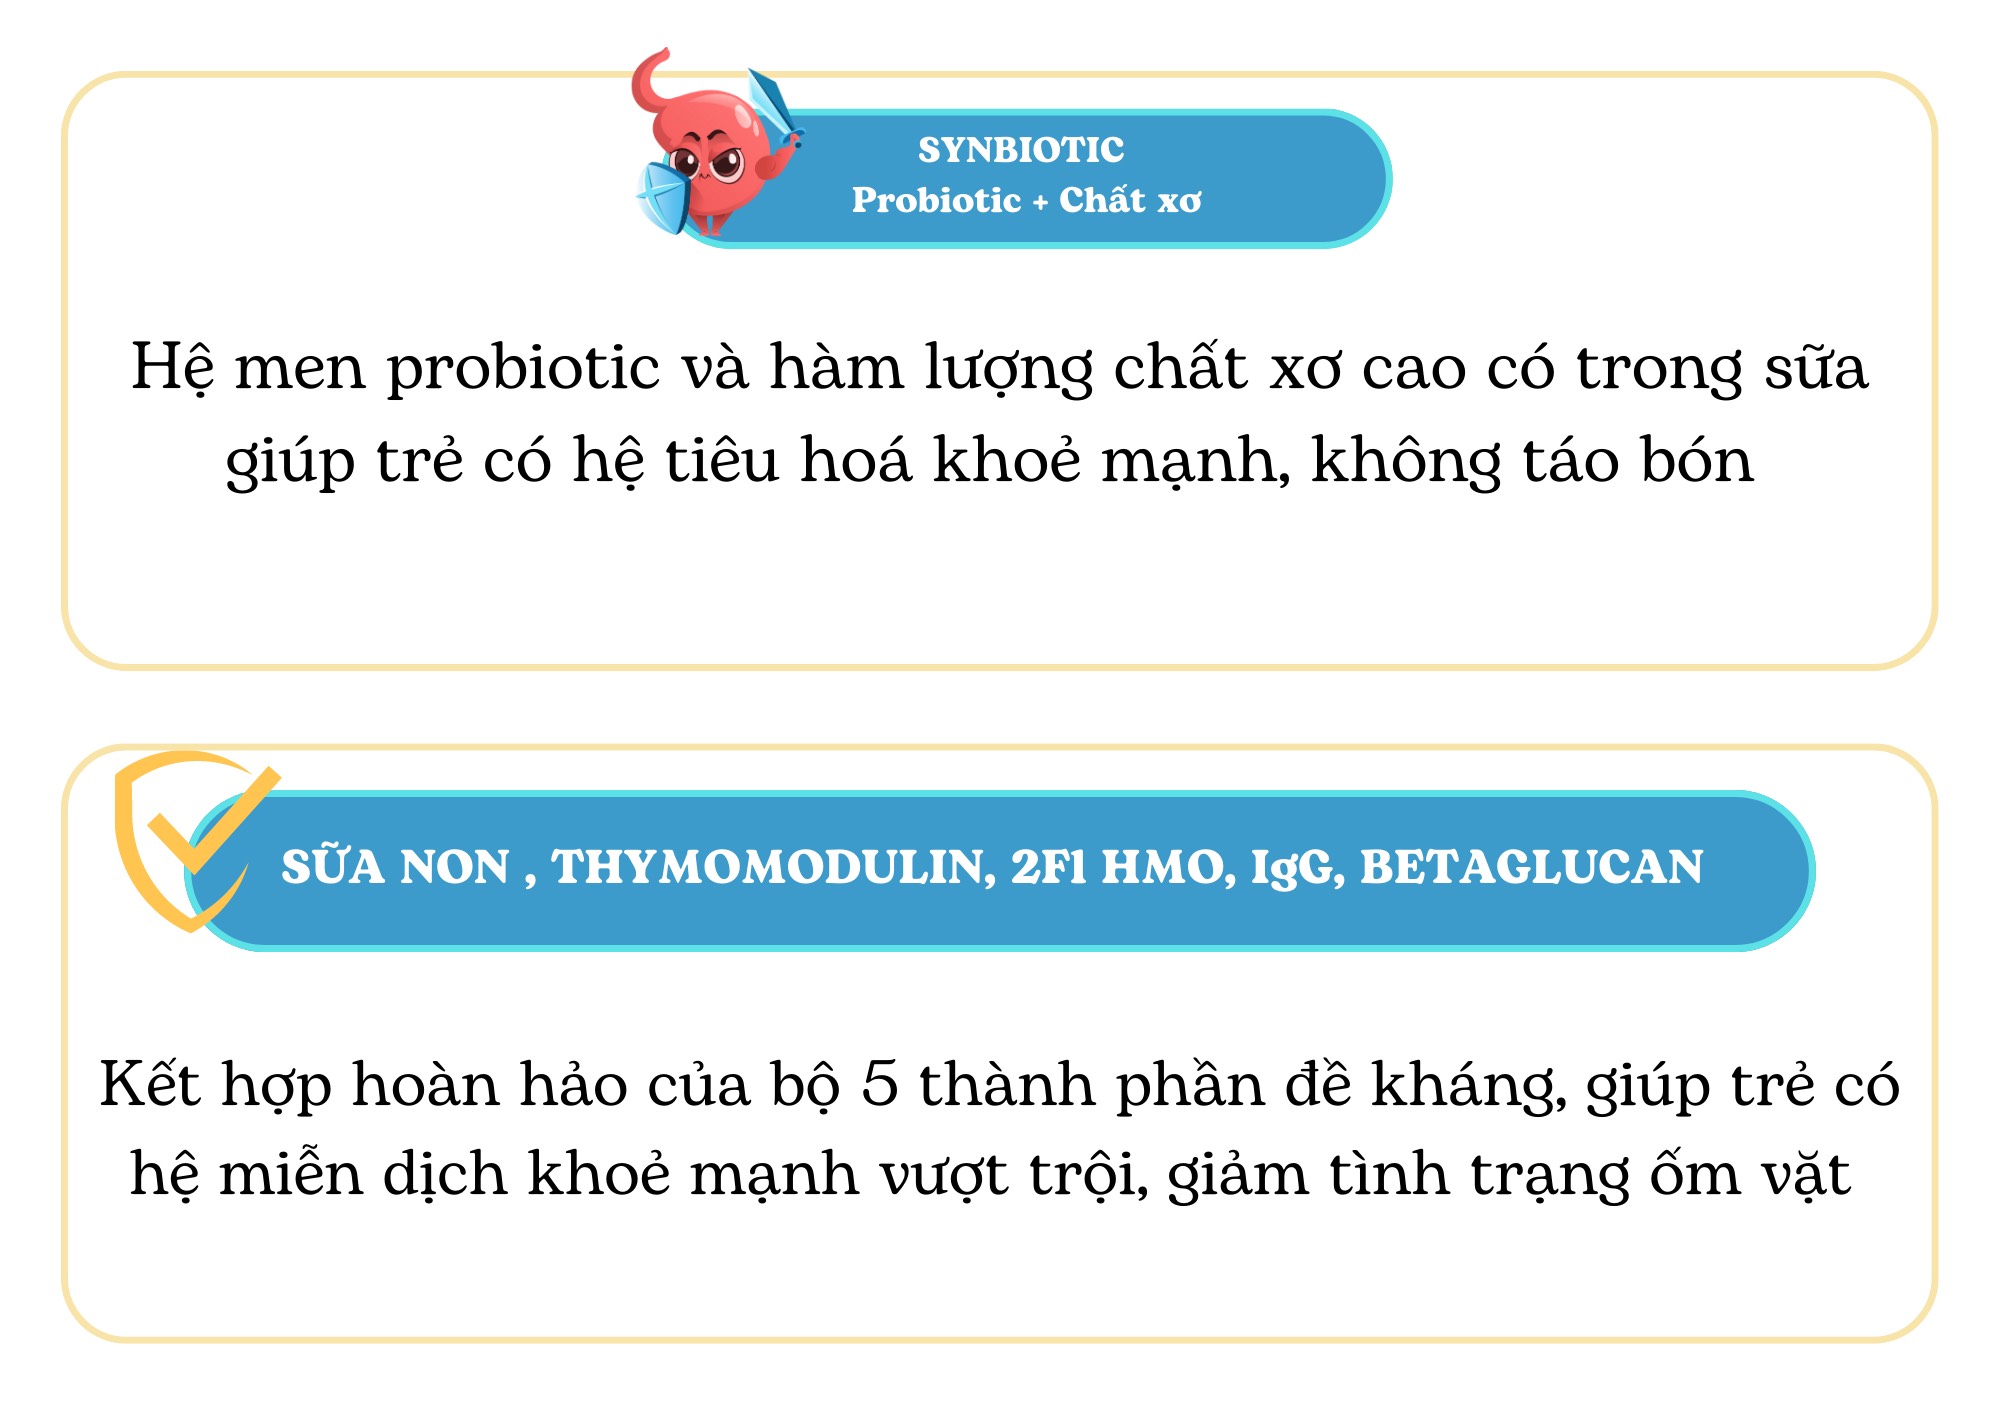 SYNBIOTIC
Probiotic + Chất xơ
Hệ men probiotic và hàm lượng chất xơ cao có trong sữa
giúp trẻ có hệ tiêu hoá khoẻ mạnh, không táo bón
SỮA NON , THYMOMODULIN, 2Fl HMO, IgG, BETAGLUCAN
Kết hợp hoàn hảo của bộ 5 thành phần đề kháng, giúp trẻ có
hệ miễn dịch khoẻ mạnh vượt trội, giảm tình trạng ốm vặt